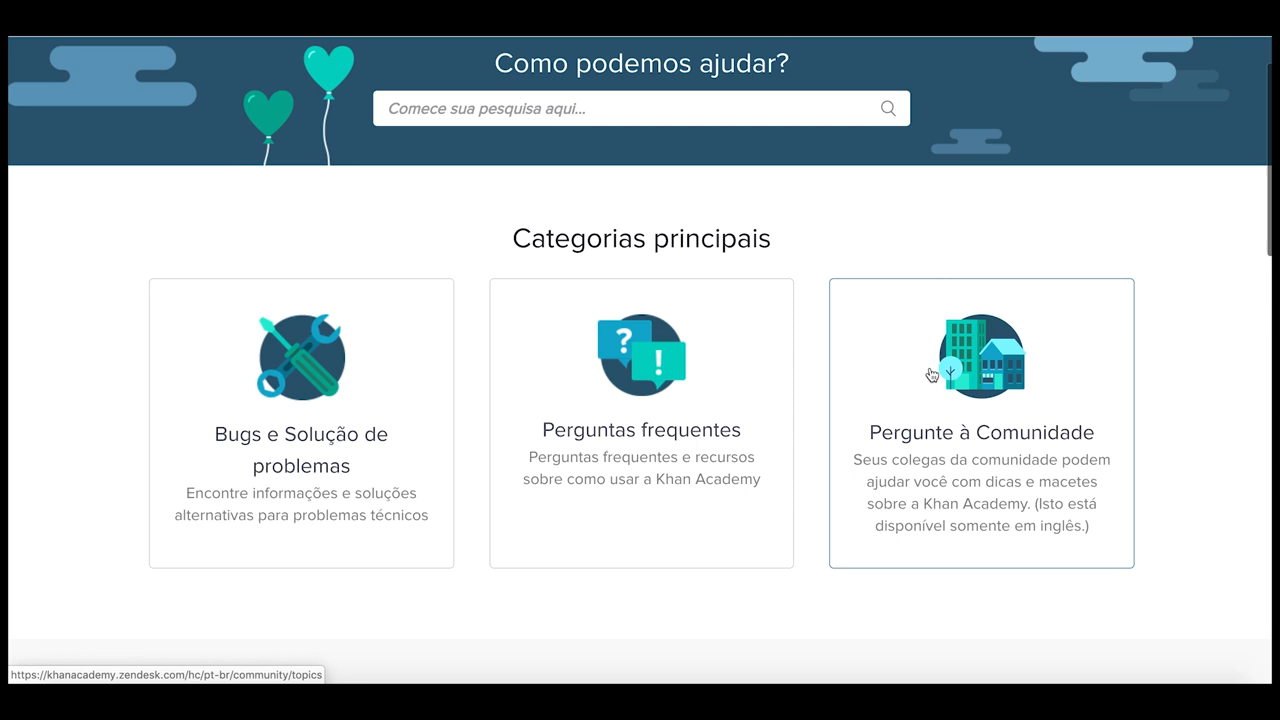 Como podemos ajudar?
Comece sua pesquisa aqui...
Categorias principais
Bugs e Solução de
problemas
Encontre informações e soluções
alternativas para problemas técnicos
?
!
Perguntas frequentes
Perguntas frequentes e recursos
sobre como usar a Khan Academy
Pergunte à Comunidade
Seus colegas da comunidade podem
ajudar você com dicas e macetes
sobre a Khan Academy. (Isto está
disponível somente em inglês.)
https://khanacademy.zendesk.com/hc/pt-br/community/topics